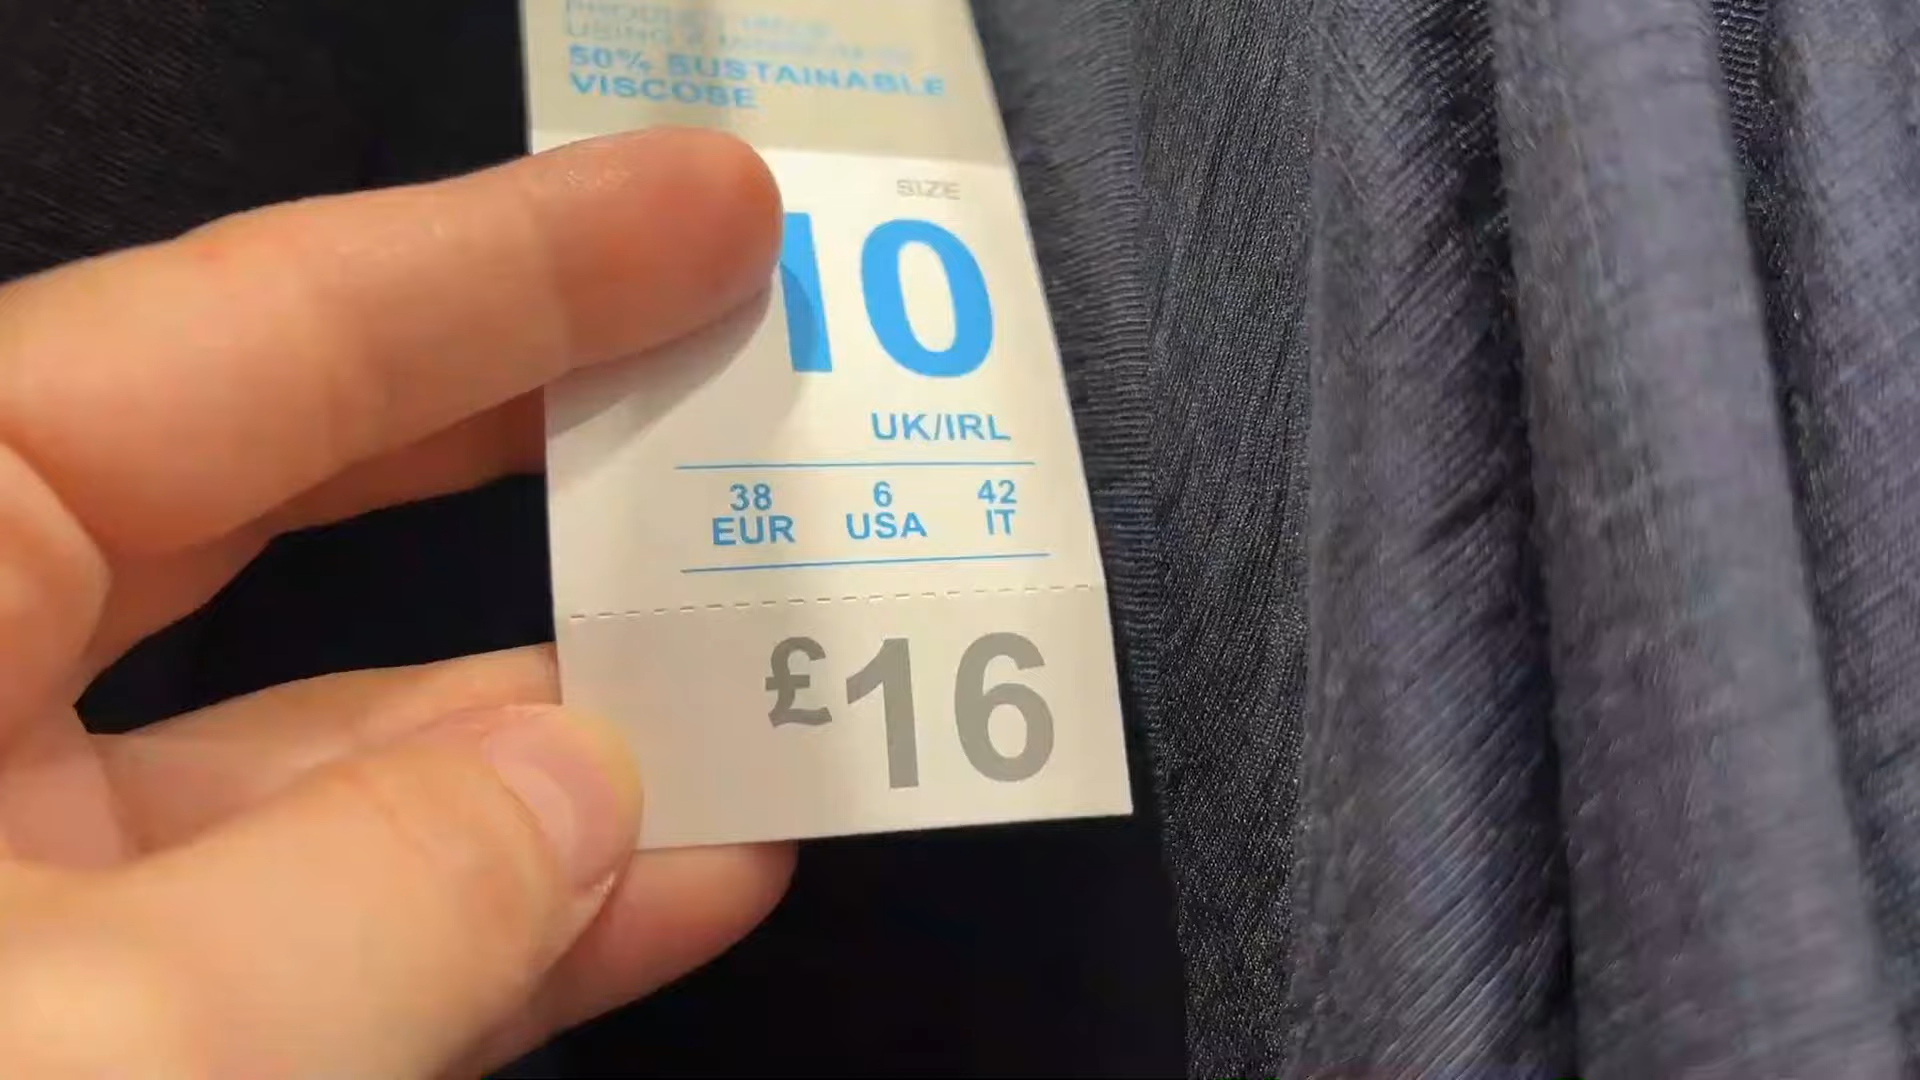 50% SUSTAINABLE
VISCOSE
SIZE
10
UK/IRL
38 6 42
EUR USA IT
£16